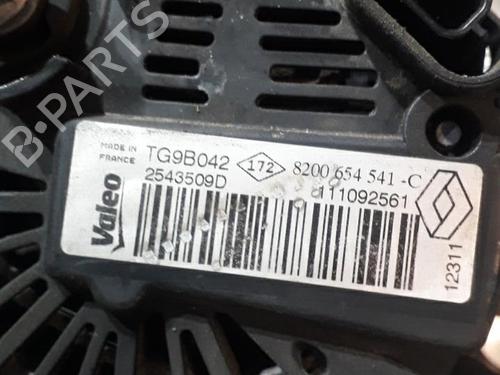 B-PARTS
Valeo
MADE IN
FRANCE
TG9B042
172
8200 654 541 -C
2543509D
111092561
12311